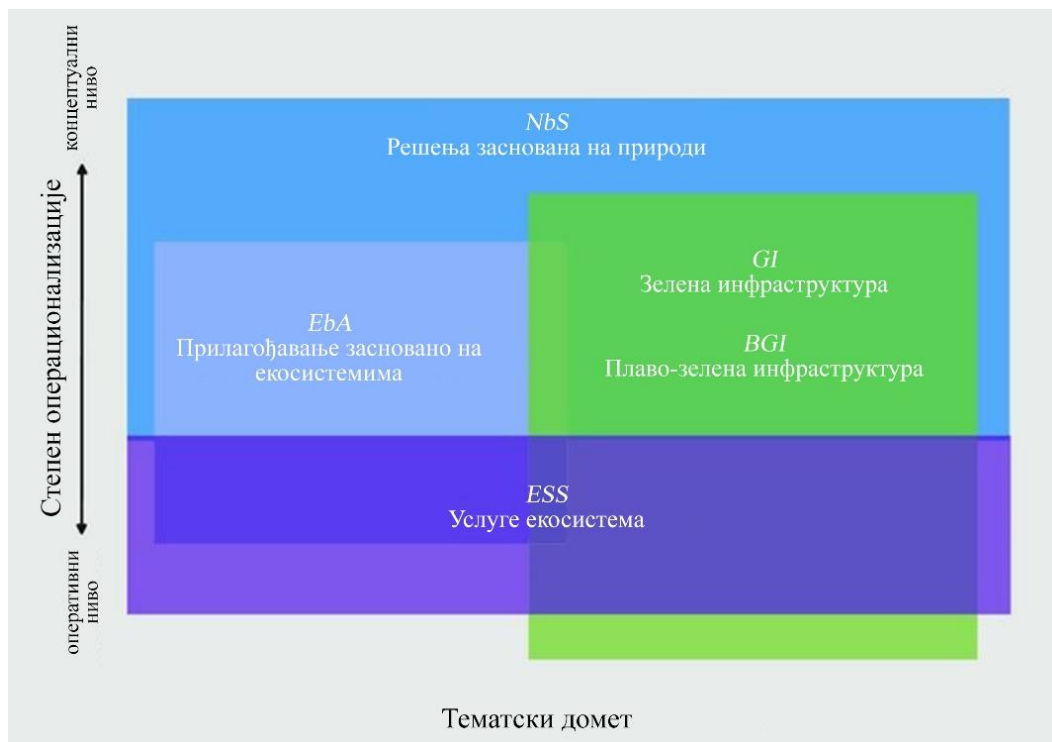 концептуални
ниво
Степен операционализације
оперативни
ниво
NbS
Решења заснована на природи
GI
Зелена инфраструктура
EbA
Прилагођавање засновано на
екосистемима
BGI
Плаво-зелена инфраструктура
ESS
Услуге екосистема
Тематски домет